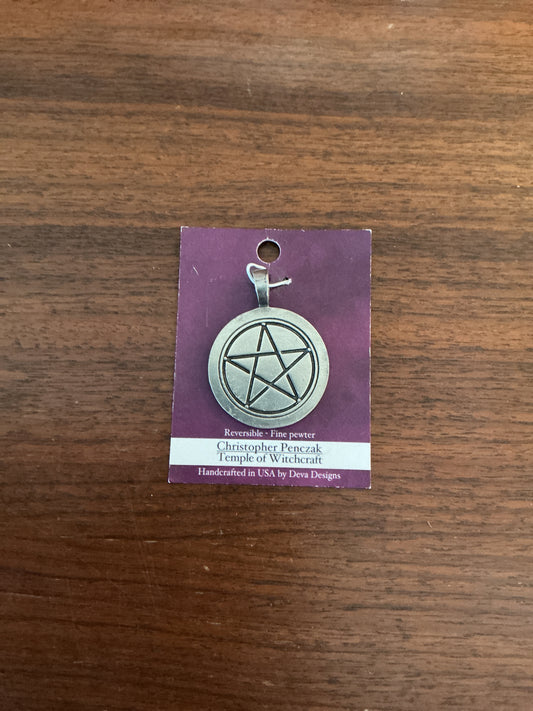 Reversible - Fine pewter
Christopher Penczak
Temple of Witchcraft
Handcrafted in USA by Deva Designs